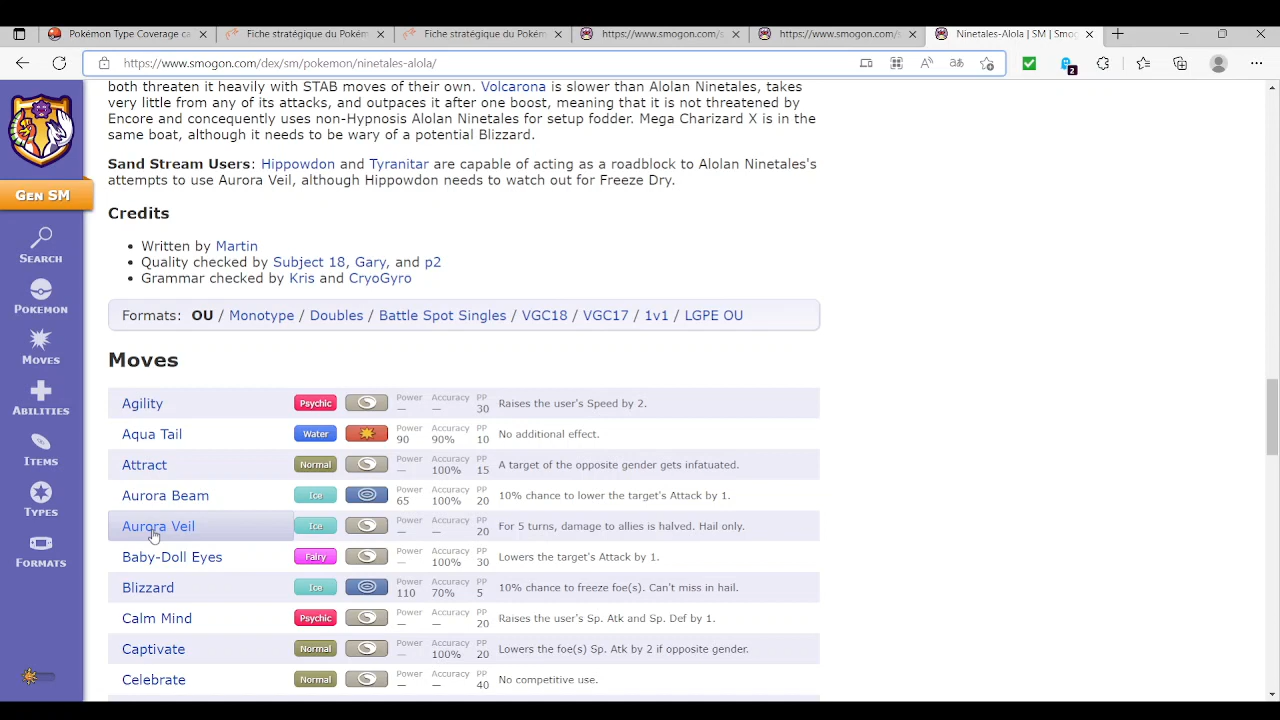 Pokémon Type Coverage ca
Fiche stratégique du Pokém
Fiche stratégique du Pokém
https://www.smogon.com/s
https://www.smogon.com/s
Ninetales-Alola | SM | Smog
https://www.smogon.com/dex/sm/pokemon/ninetales-alola/
2
both threaten it heavily with STAB moves of their own. Volcarona is slower than Alolan Ninetales, takes
very little from any of its attacks, and outpaces it after one boost, meaning that it is not threatened by
Encore and concequently uses non-Hypnosis Alolan Ninetales for setup fodder. Mega Charizard X is in the
same boat, although it needs to be wary of a potential Blizzard.
Sand Stream Users: Hippowdon and Tyranitar are capable of acting as a roadblock to Alolan Ninetales's
attempts to use Aurora Veil, although Hippowdon needs to watch out for Freeze Dry.
Gen SM
Search
Pokemon
Moves
Abilities
Items
Types
Formats
Credits
• Written by Martin
• Quality checked by Subject 18, Gary, and p2
• Grammar checked by Kris and CryoGyro
Formats: OU / Monotype / Doubles / Battle Spot Singles / VGC18 / VGC17 / 1v1 / LGPE OU
Moves
Agility Psychic Power — Accuracy — PP 30 Raises the user's Speed by 2.
Aqua Tail Water Power 90 Accuracy 90% PP 10 No additional effect.
Attract Normal Power — Accuracy 100% PP 15 A target of the opposite gender gets infatuated.
Aurora Beam Ice Power 65 Accuracy 100% PP 20 10% chance to lower the target's Attack by 1.
Aurora Veil Ice Power — Accuracy — PP 20 For 5 turns, damage to allies is halved. Hail only.
Baby-Doll Eyes Fairy Power — Accuracy 100% PP 30 Lowers the target's Attack by 1.
Blizzard Ice Power 110 Accuracy 70% PP 5 10% chance to freeze foe(s). Can't miss in hail.
Calm Mind Psychic Power — Accuracy — PP 20 Raises the user's Sp. Atk and Sp. Def by 1.
Captivate Normal Power — Accuracy 100% PP 20 Lowers the foe(s) Sp. Atk by 2 if opposite gender.
Celebrate Normal Power — Accuracy — PP 40 No competitive use.